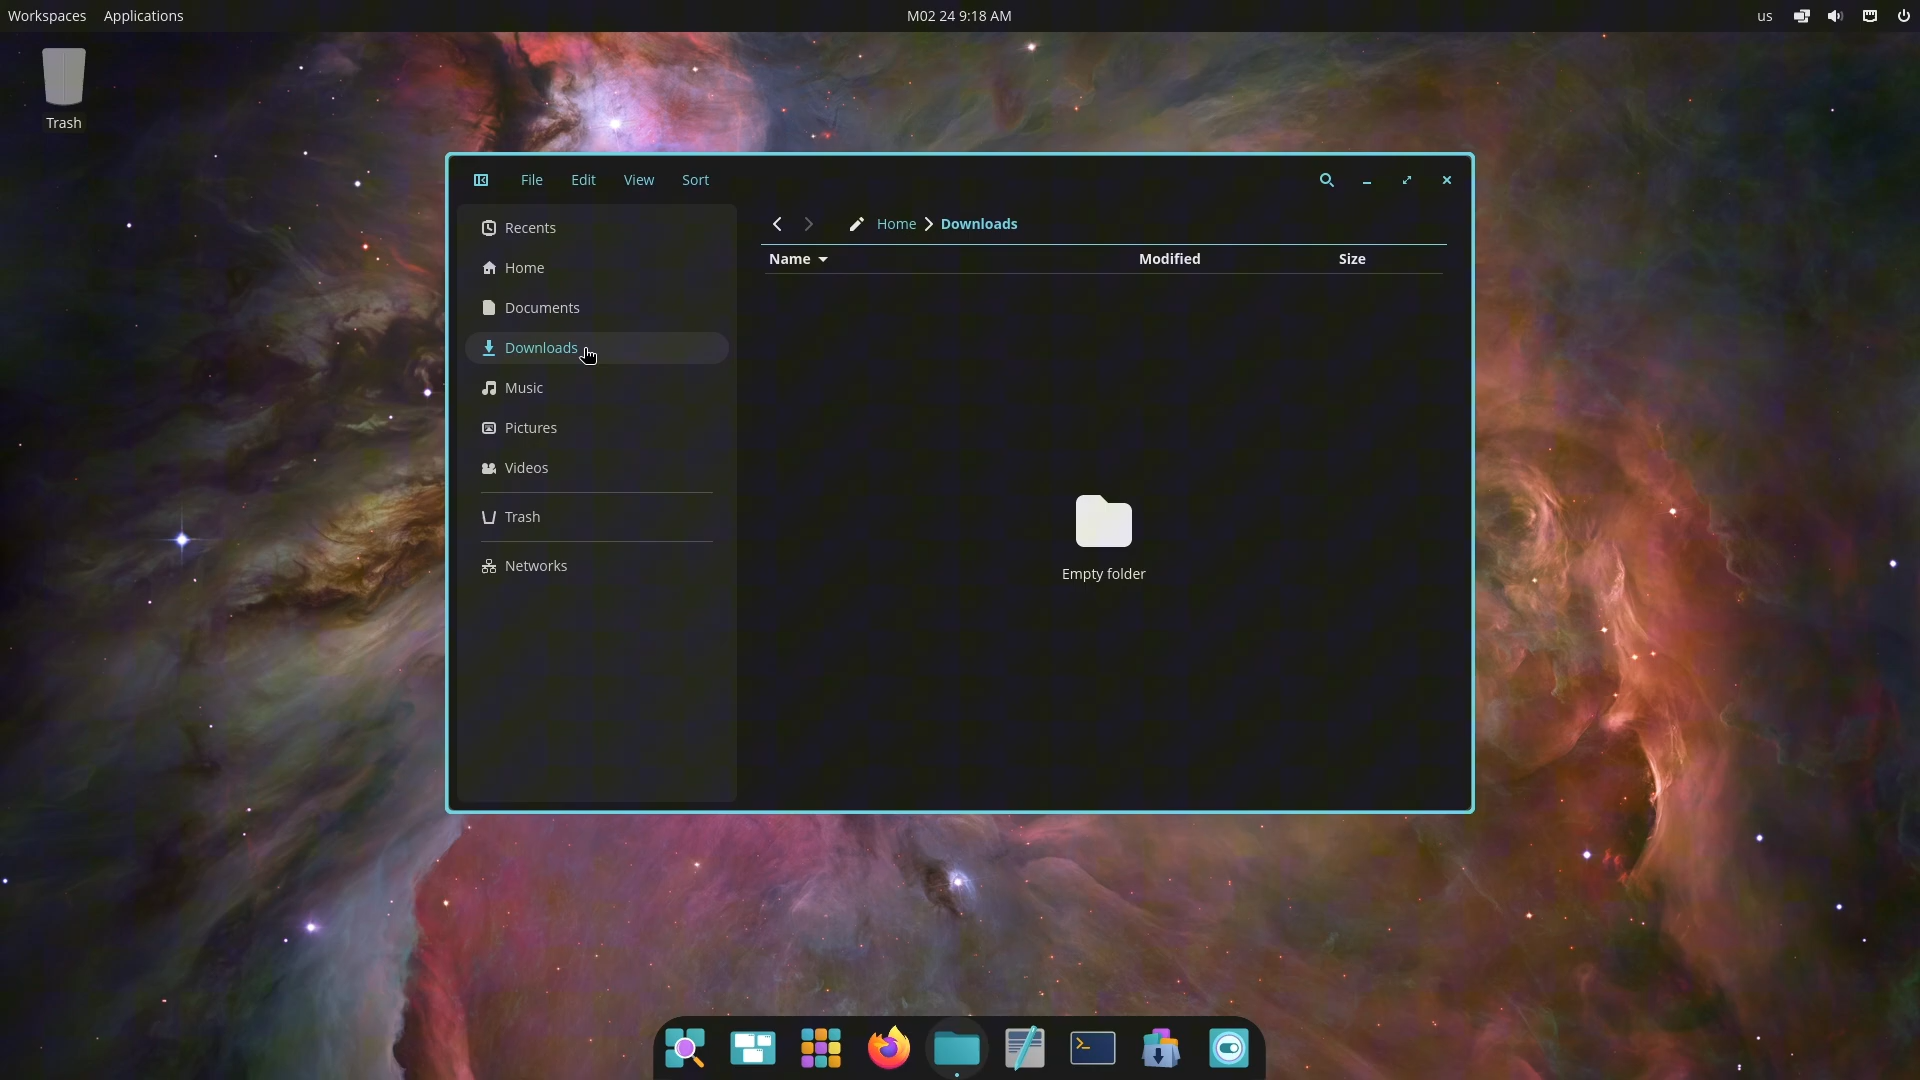 Workspaces Applications M02 24 9:18 AM us
Trash
File Edit View Sort
Recents
Home
Documents
Downloads
Music
Pictures
Videos
Trash
Networks
Home Downloads
Name Modified Size
Empty folder